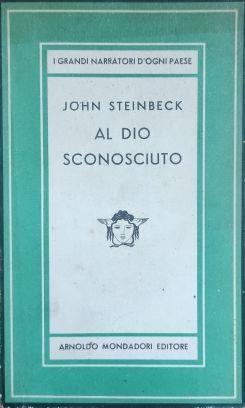 I GRANDI NARRATORI D'OGNI PAESE
JOHN STEINBECK
AL DIO
SCONOSCIUTO
ARNOLDO MONDADORI EDITORE